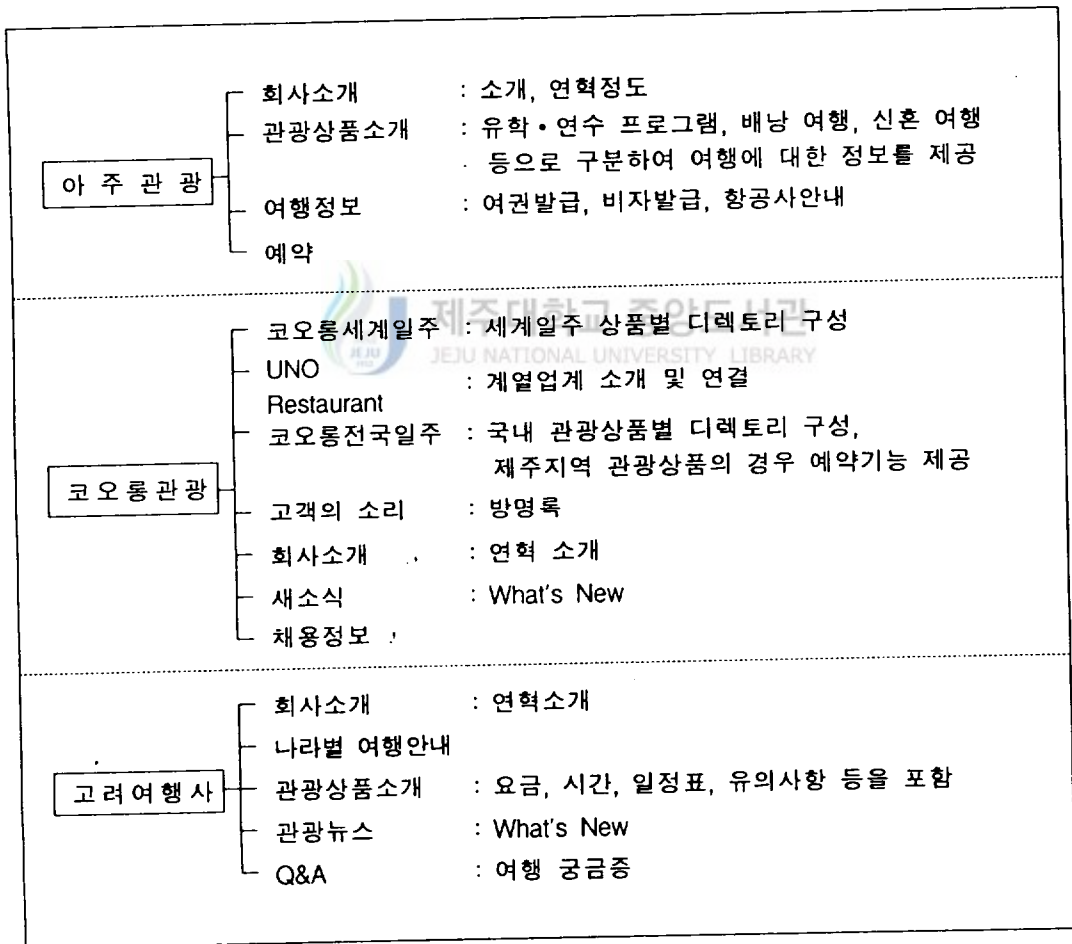 회사소개 : 소개, 연혁정도
관광상품소개 : 유학•연수 프로그램, 배낭 여행, 신혼 여행
등으로 구분하여 여행에 대한 정보를 제공
아 주 관 광
여행정보 : 여권발급, 비자발급, 항공사안내
예약
제주대학교 중앙도서관
JEJU NATIONAL UNIVERSITY LIBRARY
JEJU
1952
코오롱세계일주 : 세계일주 상품별 디렉토리 구성
UNO
Restaurant : 계열업계 소개 및 연결
코오롱전국일주 : 국내 관광상품별 디렉토리 구성,
제주지역 관광상품의 경우 예약기능 제공
코오롱관광
고객의 소리 : 방명록
회사소개 : 연혁 소개
새소식 : What's New
채용정보
회사소개 : 연혁소개
나라별 여행안내
고려여행사
관광상품소개 : 요금, 시간, 일정표, 유의사항 등을 포함
관광뉴스 : What's New
Q&A : 여행 궁금증